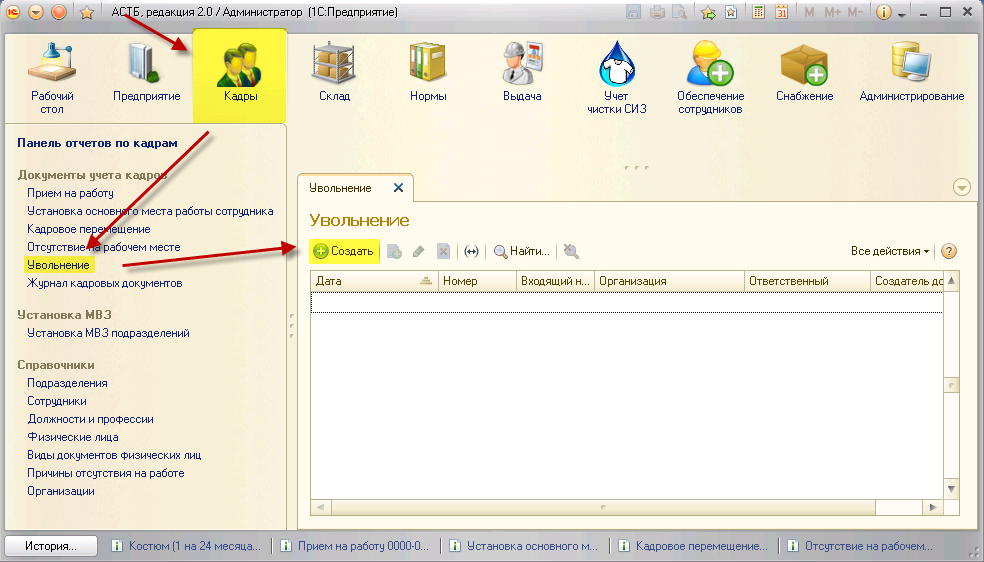 АСТБ, редакция 2.0 / Администратор (1С:Предприятие)
M M+ M-
Рабочий стол
Предприятие
Кадры
Склад
Нормы
Выдача
Учет чистки СИЗ
Обеспечение сотрудников
Снабжение
Администрирование
Панель отчетов по кадрам
Документы учета кадров
Прием на работу
Установка основного места работы сотрудника
Кадровое перемещение
Отсутствие на рабочем месте
Увольнение
Журнал кадровых документов
Установка МВЗ
Установка МВЗ подразделений
Справочники
Подразделения
Сотрудники
Должности и профессии
Физические лица
Виды документов физических лиц
Причины отсутствия на работе
Организации
Увольнение
Увольнение
Создать
Найти...
Все действия
Дата
Номер
Входящий н...
Организация
Ответственный
Создатель до
История...
Костюм (1 на 24 месяца...
Прием на работу 0000-0...
Установка основного м...
Кадровое перемещение...
Отсутствие на рабочем...